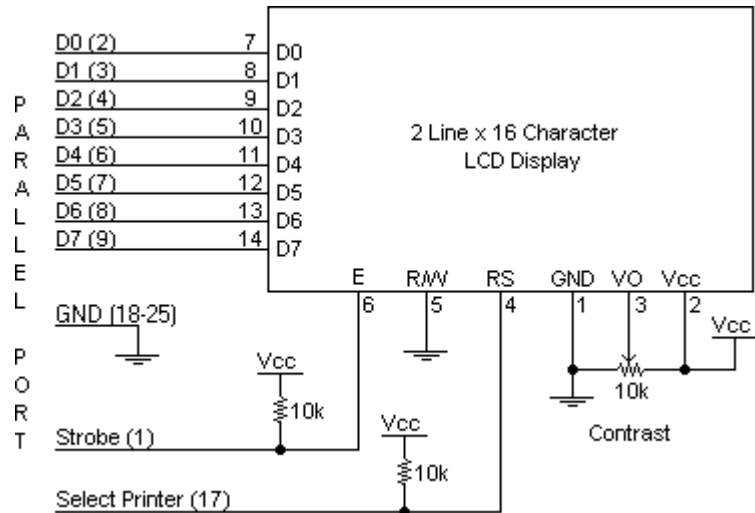 PARALLEL PORT
D0 (2) 7 D0
D1 (3) 8 D1
D2 (4) 9 D2
D3 (5) 10 D3
D4 (6) 11 D4
D5 (7) 12 D5
D6 (8) 13 D6
D7 (9) 14 D7
2 Line x 16 Character
LCD Display
E R/W RS GND VO Vcc
6 5 4 1 3 2
GND (18-25)
Vcc
Vcc
10k
10k
Contrast
Strobe (1)
Vcc
10k
Select Printer (17)